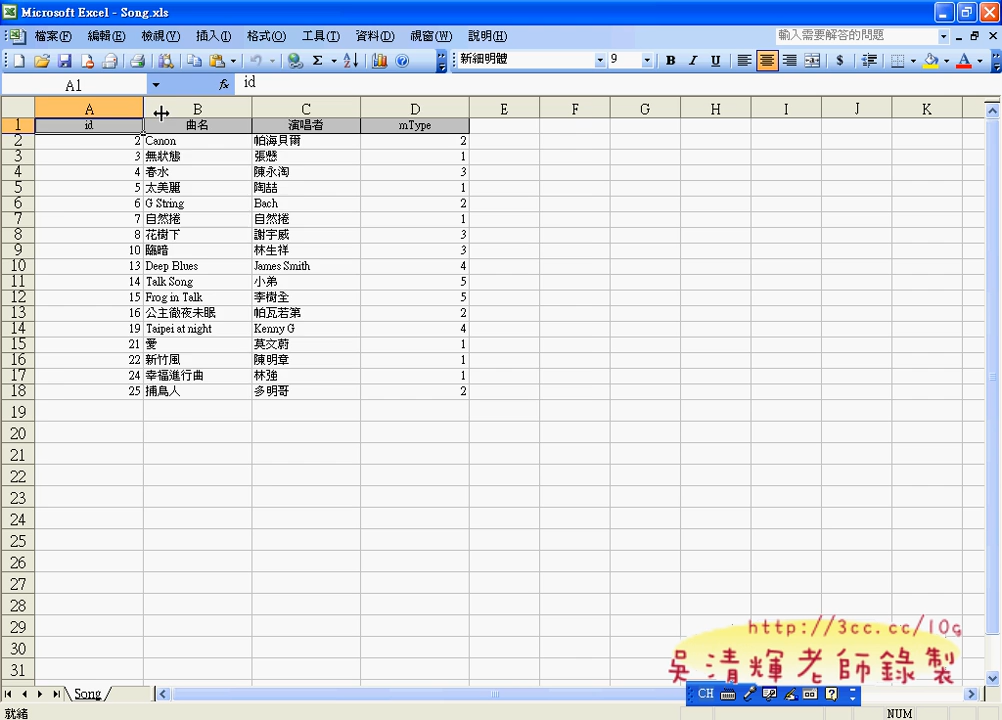 Microsoft Excel - Song.xls
檔案(F) 編輯(E) 檢視(V) 插入(I) 格式(O) 工具(T) 資料(D) 視窗(W) 說明(H) 輸入需要解答的問題
新細明體 9 B I U $ A
A1 fx id
A B C D E F G H I J K
1 id 曲名 演唱者 mType
2 2 Canon 帕海貝爾 2
3 3 無狀態 張懸 1
4 4 春水 陳永淘 3
5 5 太美麗 陶喆 1
6 6 G String Bach 2
7 7 自然捲 自然捲 1
8 8 花樹下 謝宇威 3
9 10 臨暗 林生祥 3
10 13 Deep Blues James Smith 4
11 14 Talk Song 小弟 5
12 15 Frog in Talk 李樹全 5
13 16 公主徹夜未眠 帕瓦若第 2
14 19 Taipei at night Kenny G 4
15 21 愛 莫文蔚 1
16 22 新竹風 陳明章 1
17 24 幸福進行曲 林強 1
18 25 捕鳥人 多明哥 2
19
20
21
22
23
24
25
26
27
28
29
30
31
http://3cc.cc/10g
吳清輝老師錄製
Song
CH
就緒 NUM